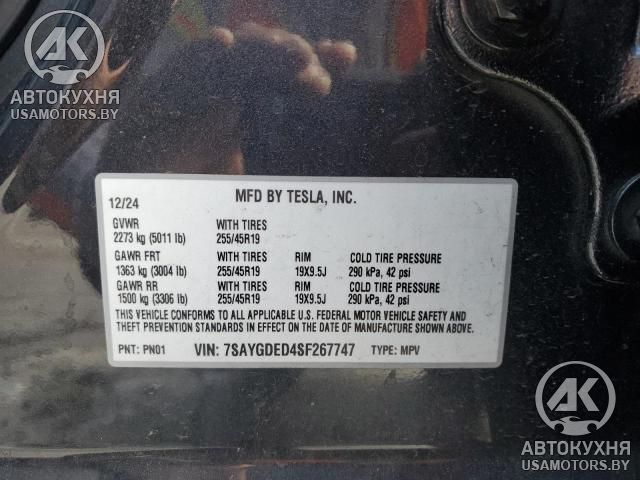 AK
АВТОКУХНЯ
USAMOTORS.BY
MFD BY TESLA, INC.
12/24
GVWR WITH TIRES
2273 kg (5011 lb) 255/45R19
GAWR FRT WITH TIRES RIM COLD TIRE PRESSURE
1363 kg (3004 lb) 255/45R19 19X9.5J 290 kPa, 42 psi
GAWR RR WITH TIRES RIM COLD TIRE PRESSURE
1500 kg (3306 lb) 255/45R19 19X9.5J 290 kPa, 42 psi
THIS VEHICLE CONFORMS TO ALL APPLICABLE U.S. FEDERAL MOTOR VEHICLE SAFETY AND
THEFT PREVENTION STANDARDS IN EFFECT ON THE DATE OF MANUFACTURE SHOWN ABOVE.
PNT: PN01 VIN: 7SAYGDED4SF267747 TYPE: MPV
AK
АВТОКУХНЯ
USAMOTORS.BY